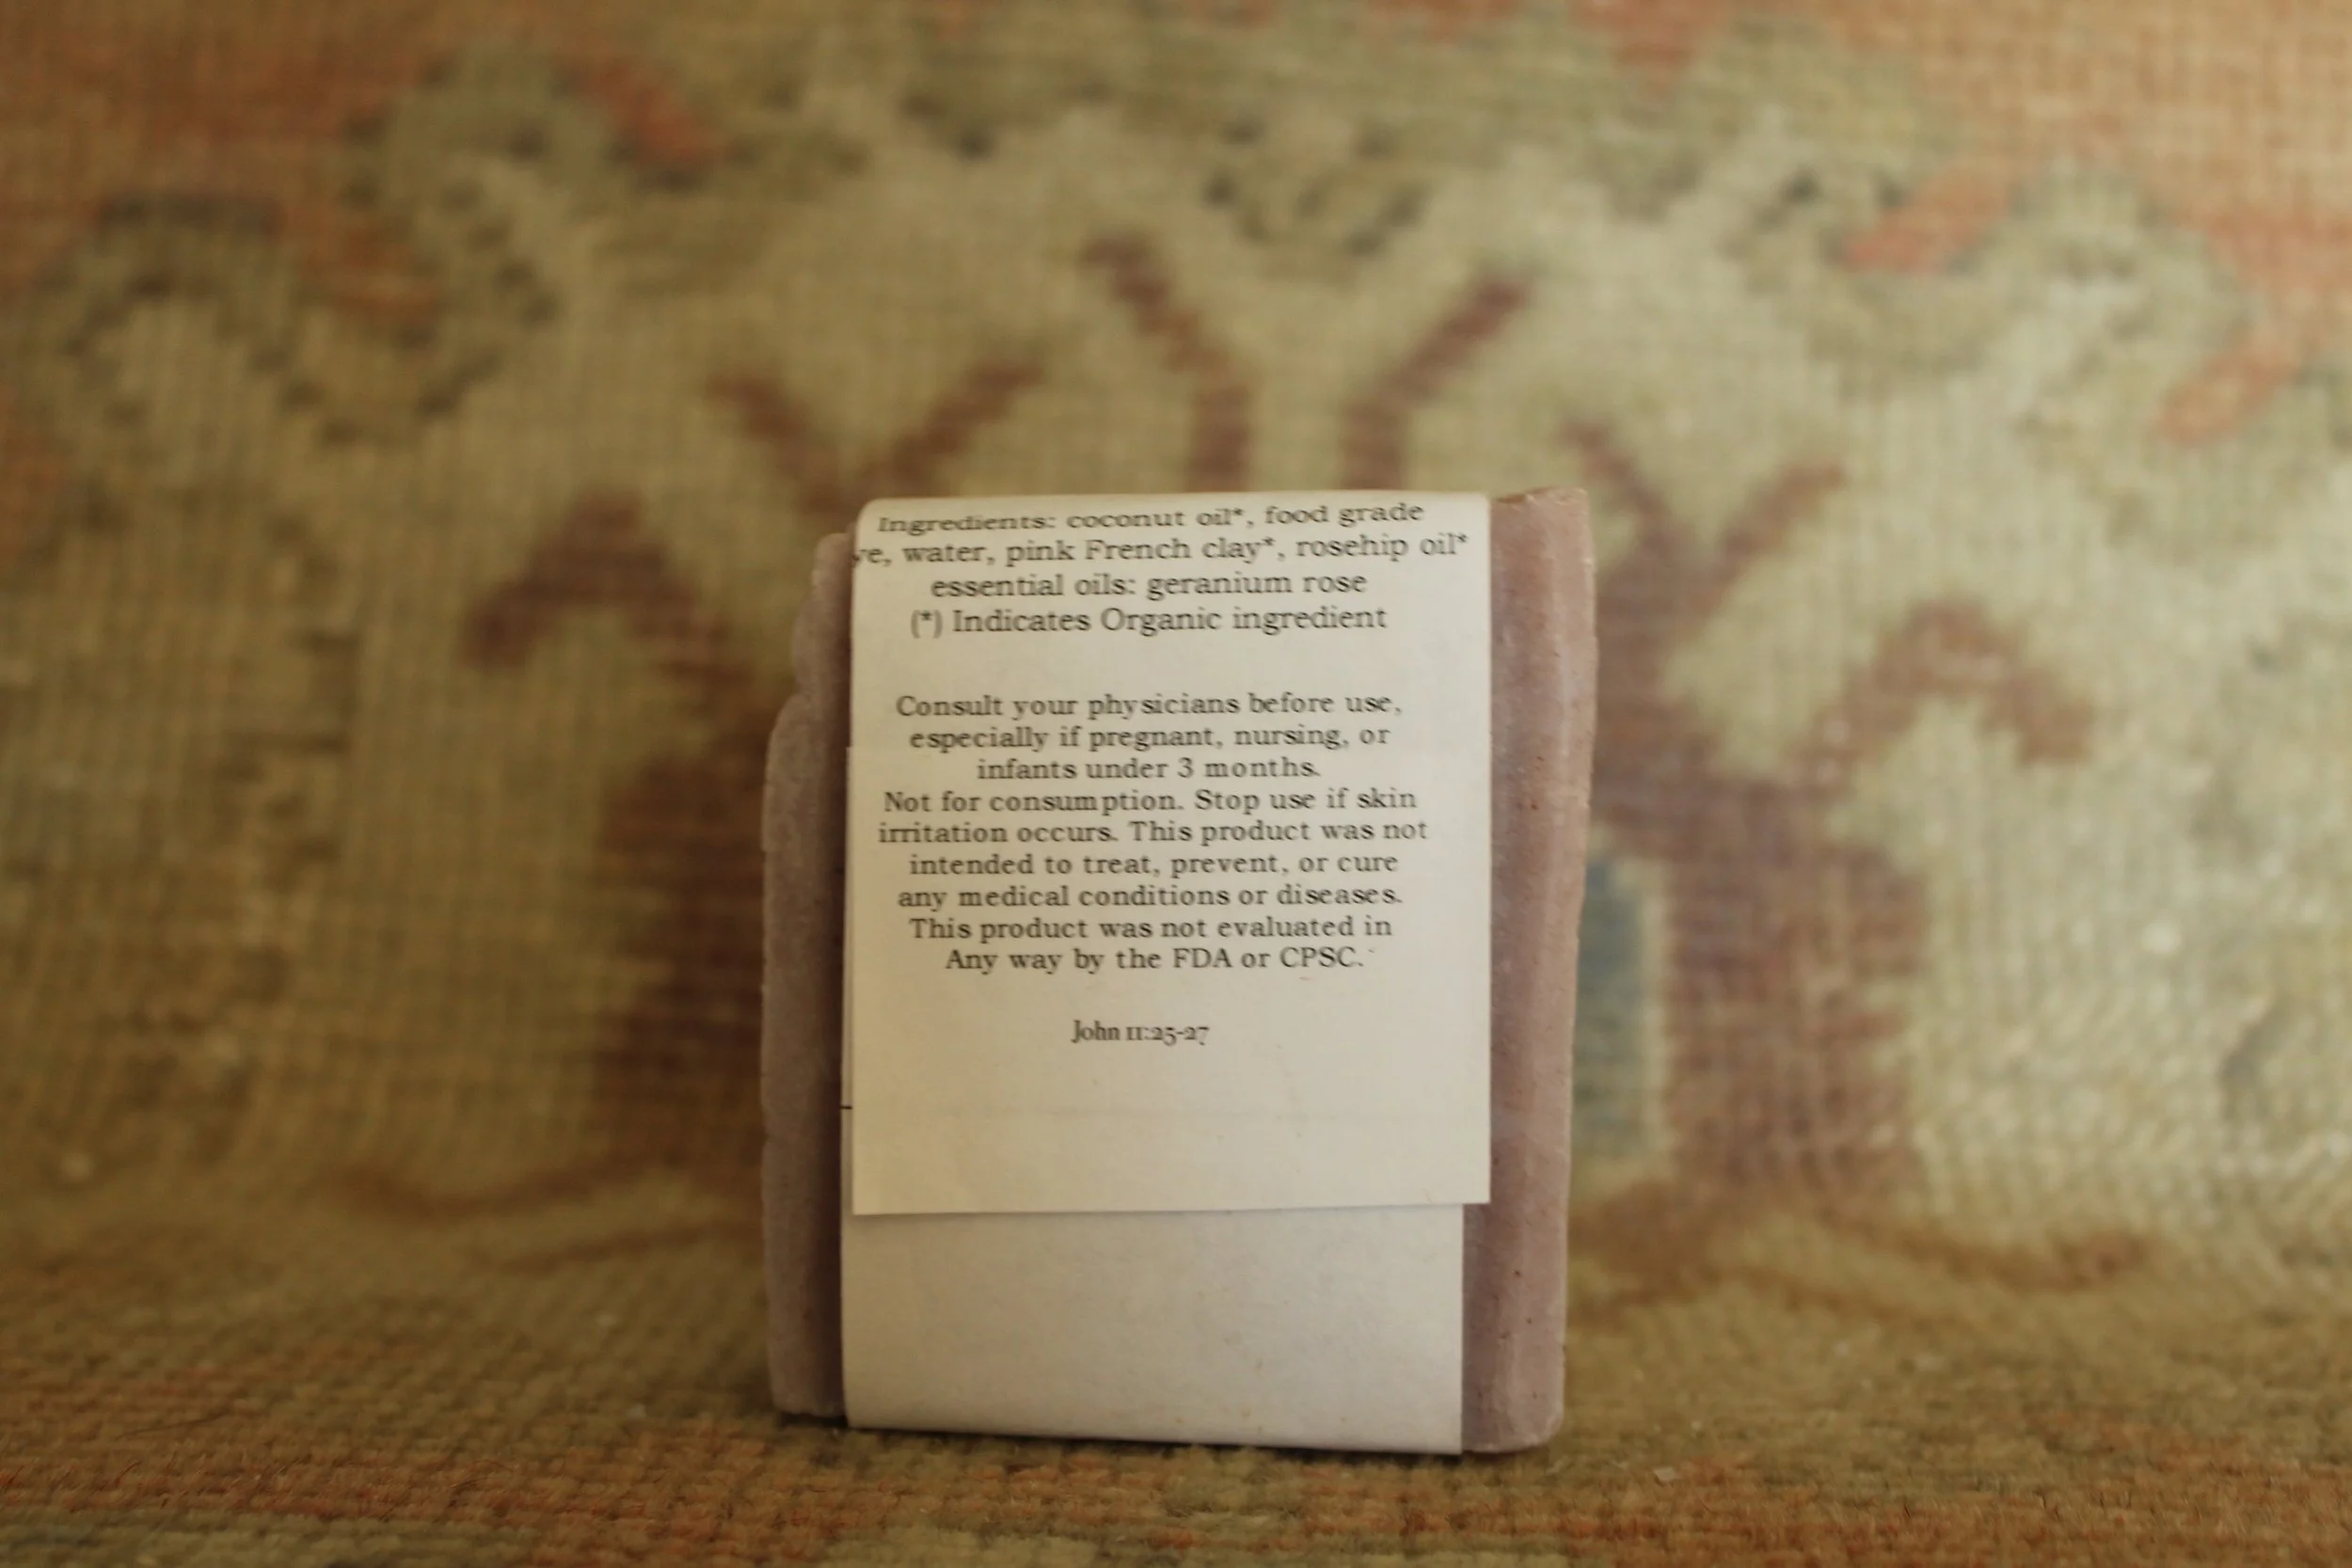 Ingredients: coconut oil*, food grade
ye, water, pink French clay*, rosehip oil*
essential oils: geranium rose
(*) Indicates Organic ingredient
Consult your physicians before use,
especially if pregnant, nursing, or
infants under 3 months.
Not for consumption. Stop use if skin
irritation occurs. This product was not
intended to treat, prevent, or cure
any medical conditions or diseases.
This product was not evaluated in
Any way by the FDA or CPSC.
John 11:25-27